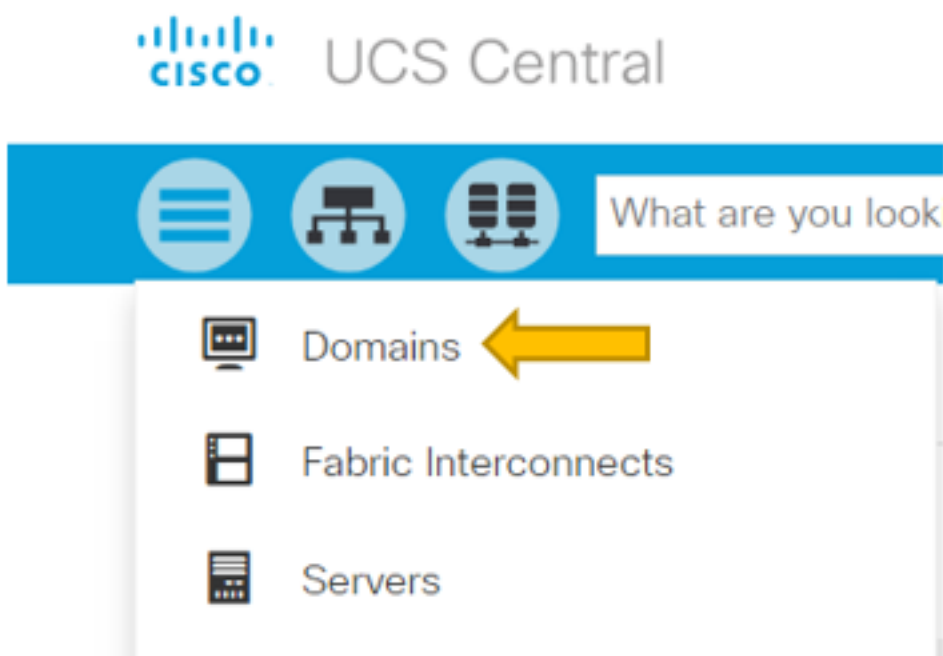 CISCO UCS Central
What are you look
Domains
Fabric Interconnects
Servers